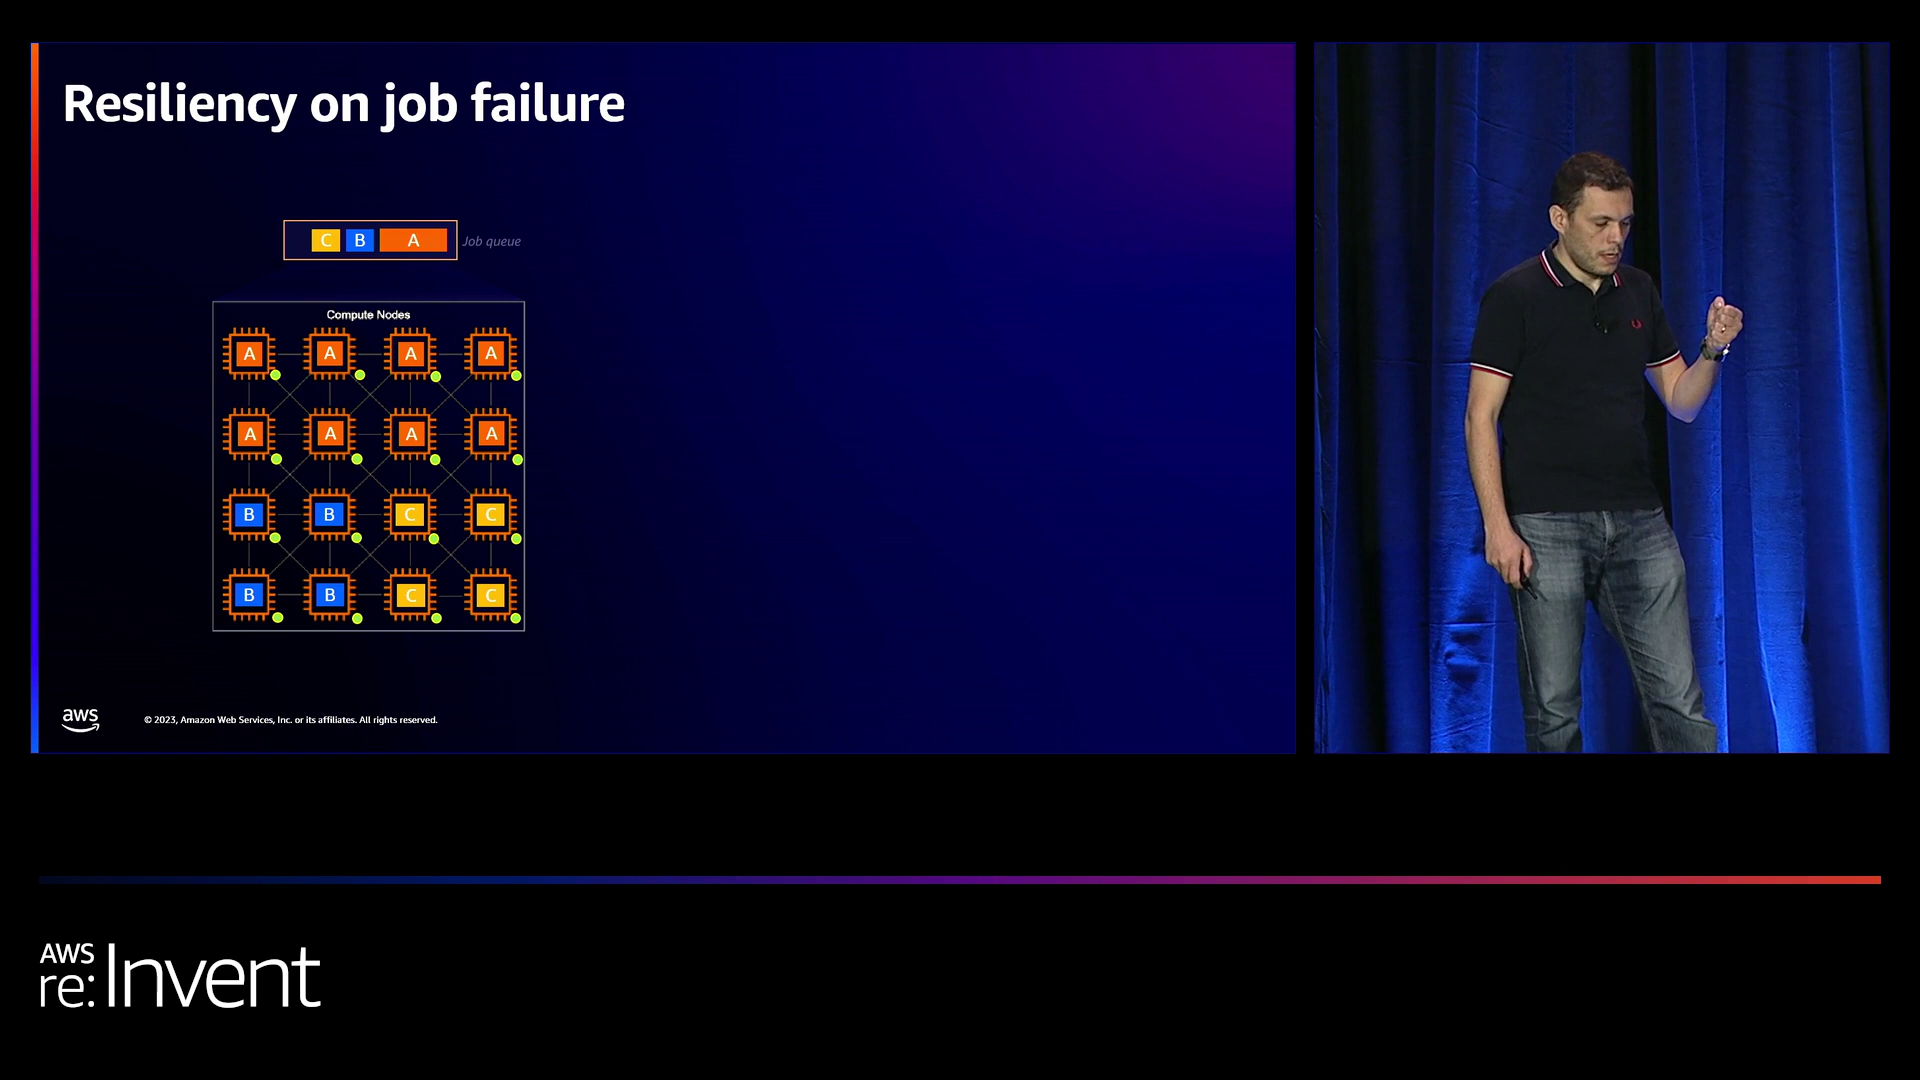 Resiliency on job failure
C B A Job queue
Compute Nodes
A A A A
A A A A
B B C C
B B C C
aws
© 2023, Amazon Web Services, Inc. or its affiliates. All rights reserved.
AWS
re:Invent